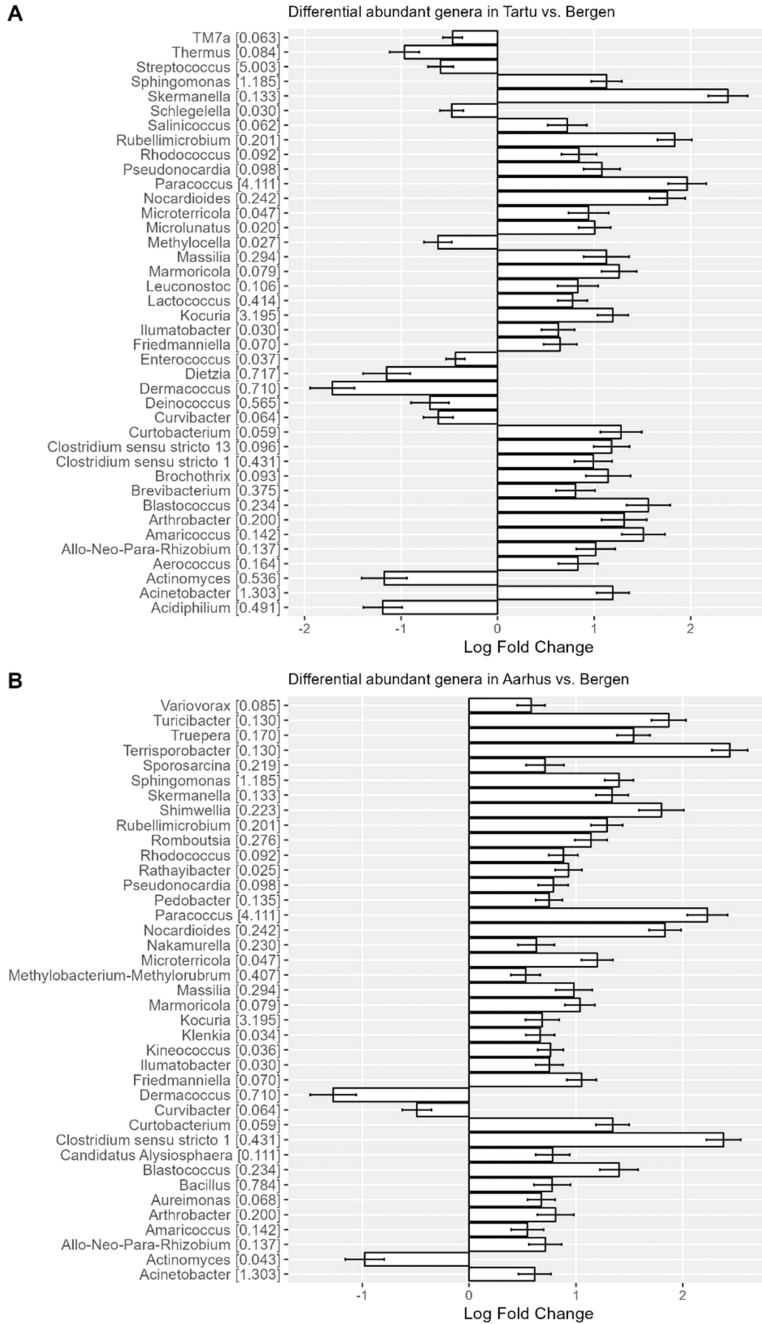 A
Differential abundant genera in Tartu vs. Bergen
TM7a [0.063]
Thermus [0.084]
Streptococcus [5.003]
Sphingomonas [1.185]
Skermanella [0.133]
Schlegelella [0.030]
Salinicoccus [0.062]
Rubellimicrobium [0.201]
Rhodococcus [0.092]
Pseudonocardia [0.098]
Paracoccus [4.111]
Nocardioides [0.242]
Microterricola [0.047]
Microlunatus [0.020]
Methylocella [0.027]
Massilia [0.294]
Marmoricola [0.079]
Leuconostoc [0.106]
Lactococcus [0.414]
Kocuria [3.195]
Ilumatobacter [0.030]
Friedmanniella [0.070]
Enterococcus [0.037]
Dietzia [0.717]
Dermacoccus [0.710]
Deinococcus [0.565]
Curvibacter [0.064]
Curtobacterium [0.059]
Clostridium sensu stricto 13 [0.096]
Clostridium sensu stricto 1 [0.431]
Brochothrix [0.093]
Brevibacterium [0.375]
Blastococcus [0.234]
Arthrobacter [0.200]
Amaricoccus [0.142]
Allo-Neo-Para-Rhizobium [0.137]
Aerococcus [0.164]
Actinomyces [0.536]
Acinetobacter [1.303]
Acidiphilium [0.491]
-2 -1 0 1 2
Log Fold Change
B
Differential abundant genera in Aarhus vs. Bergen
Variovorax [0.085]
Turicibacter [0.130]
Truepera [0.170]
Terrisporobacter [0.130]
Sporosarcina [0.219]
Sphingomonas [1.185]
Skermanella [0.133]
Shimwellia [0.223]
Rubellimicrobium [0.201]
Romboutsia [0.276]
Rhodococcus [0.092]
Rathayibacter [0.025]
Pseudonocardia [0.098]
Pedobacter [0.135]
Paracoccus [4.111]
Nocardioides [0.242]
Nakamurella [0.230]
Microterricola [0.047]
Methylobacterium-Methylorubrum [0.407]
Massilia [0.294]
Marmoricola [0.079]
Kocuria [3.195]
Klenkia [0.034]
Kineococcus [0.036]
Ilumatobacter [0.030]
Friedmanniella [0.070]
Dermacoccus [0.710]
Curvibacter [0.064]
Curtobacterium [0.059]
Clostridium sensu stricto 1 [0.431]
Candidatus Alysiosphaera [0.111]
Blastococcus [0.234]
Bacillus [0.784]
Aureimonas [0.068]
Arthrobacter [0.200]
Amaricoccus [0.142]
Allo-Neo-Para-Rhizobium [0.137]
Actinomyces [0.043]
Acinetobacter [1.303]
-1 0 1 2
Log Fold Change